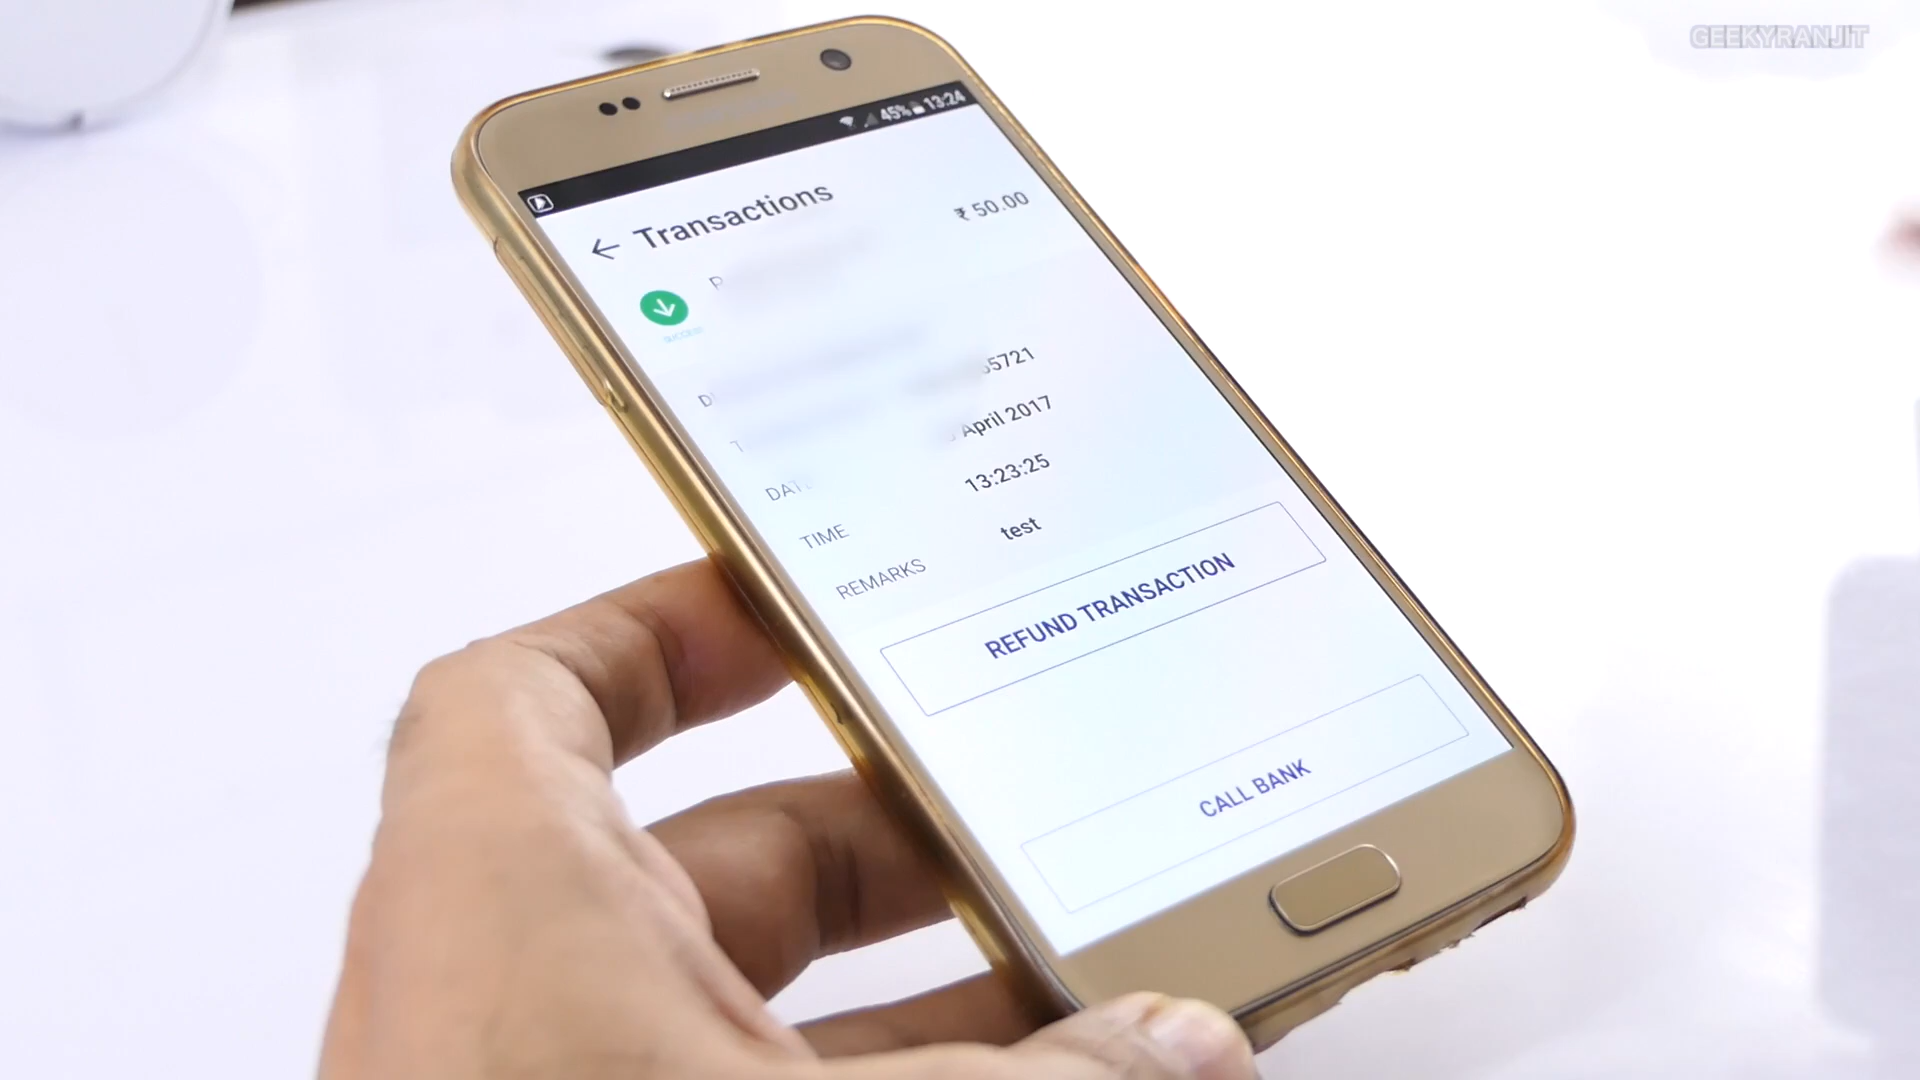 GEEKYRANJIT
45% 13:24
Transactions
₹ 50.00
SUCCESS
5721
April 2017
13:23:25
TIME
test
REMARKS
REFUND TRANSACTION
CALL BANK